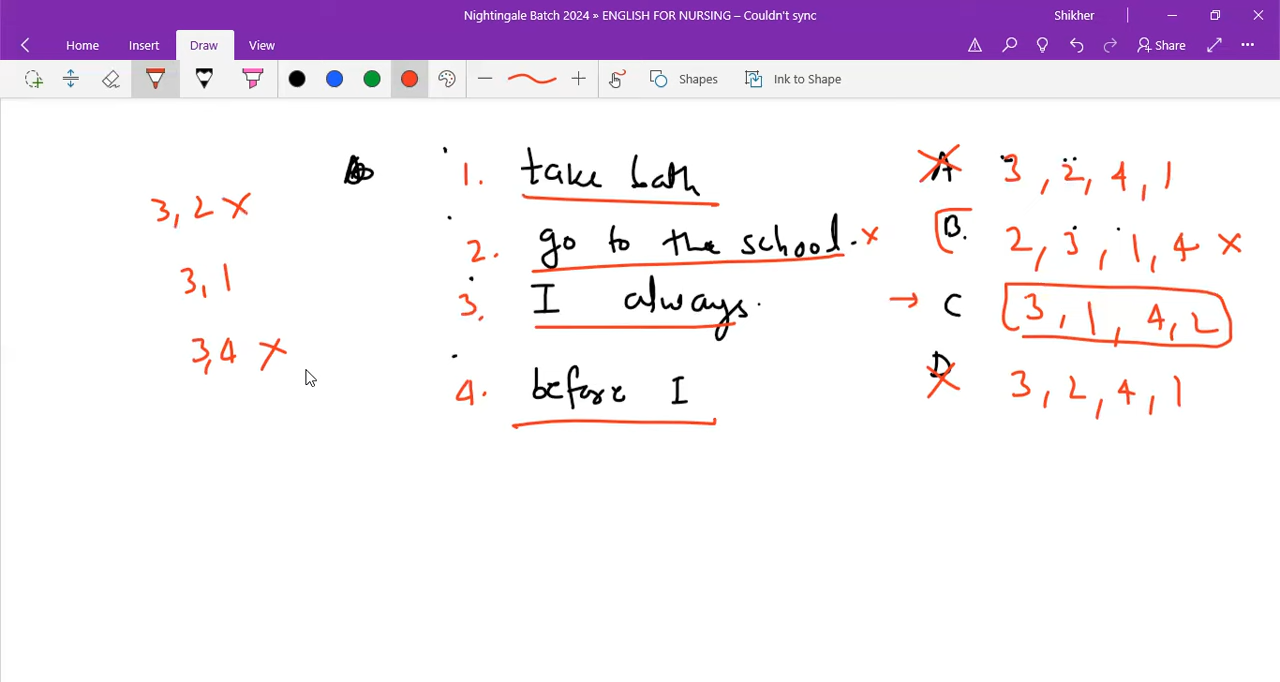 Nightingale Batch 2024 » ENGLISH FOR NURSING – Couldn't sync
Shikher
Home Insert Draw View
Share
Shapes
Ink to Shape
3, 2 X
3, 1
3, 4 X
1. take bath
2. go to the school. x
3. I always.
4. before I
A 3, 2, 4, 1
B. 2, 3, 1, 4 X
→ C 3, 1, 4, 2
D 3, 2, 4, 1